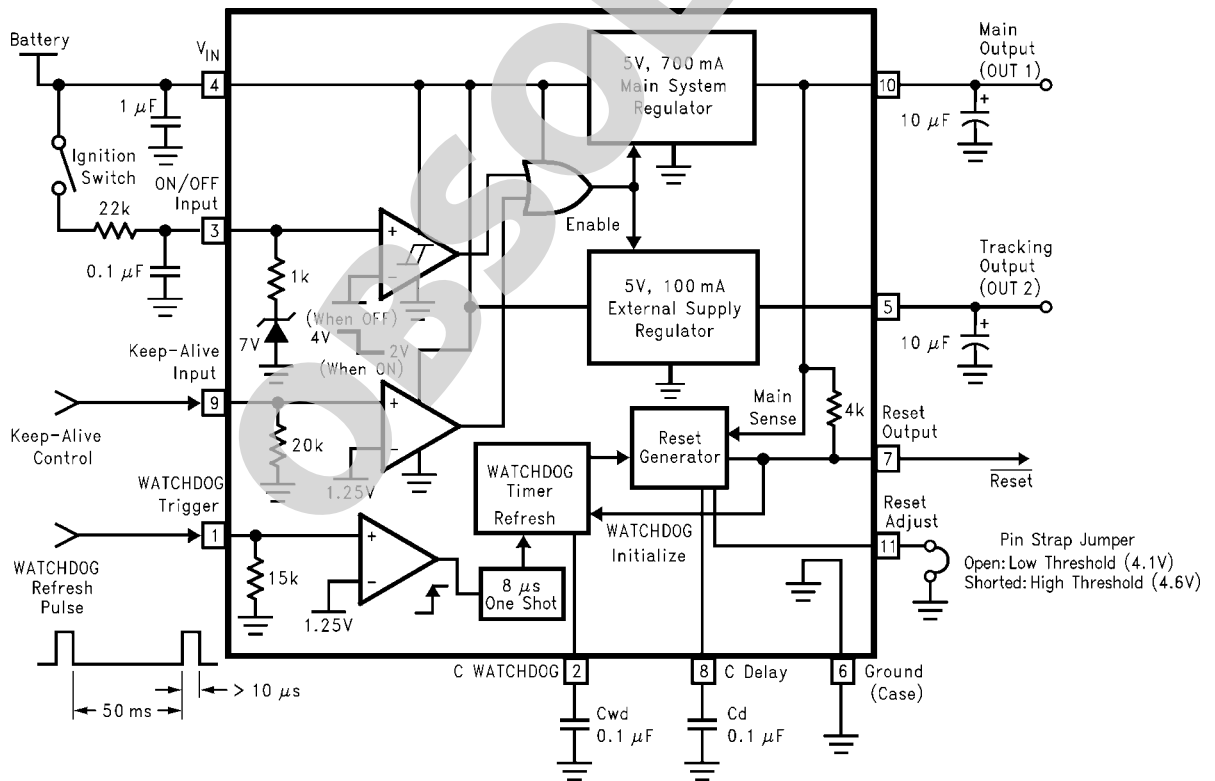 Battery
VIN
4
1 μF
Ignition
Switch
ON/OFF
Input
22k
3
0.1 μF
1k
7V
(When OFF)
4V
2V
(When ON)
+
−
Keep-Alive
Input
9
Keep-Alive
Control
20k
+
−
1.25V
WATCHDOG
Trigger
1
WATCHDOG
Refresh
Pulse
15k
+
−
1.25V
> 10 μs
50 ms
5V, 700 mA
Main System
Regulator
Enable
5V, 100 mA
External Supply
Regulator
Main
Sense
4k
Reset
Generator
WATCHDOG
Timer
Refresh
WATCHDOG
Initialize
8 μs
One Shot
10
Main
Output
(OUT 1)
+
10 μF
5
Tracking
Output
(OUT 2)
+
10 μF
7
Reset
Output
Reset
Reset
Adjust
11
Pin Strap Jumper
Open: Low Threshold (4.1V)
Shorted: High Threshold (4.6V)
C WATCHDOG
2
8
C Delay
6
Ground
(Case)
Cwd
0.1 μF
Cd
0.1 μF
OBSOL